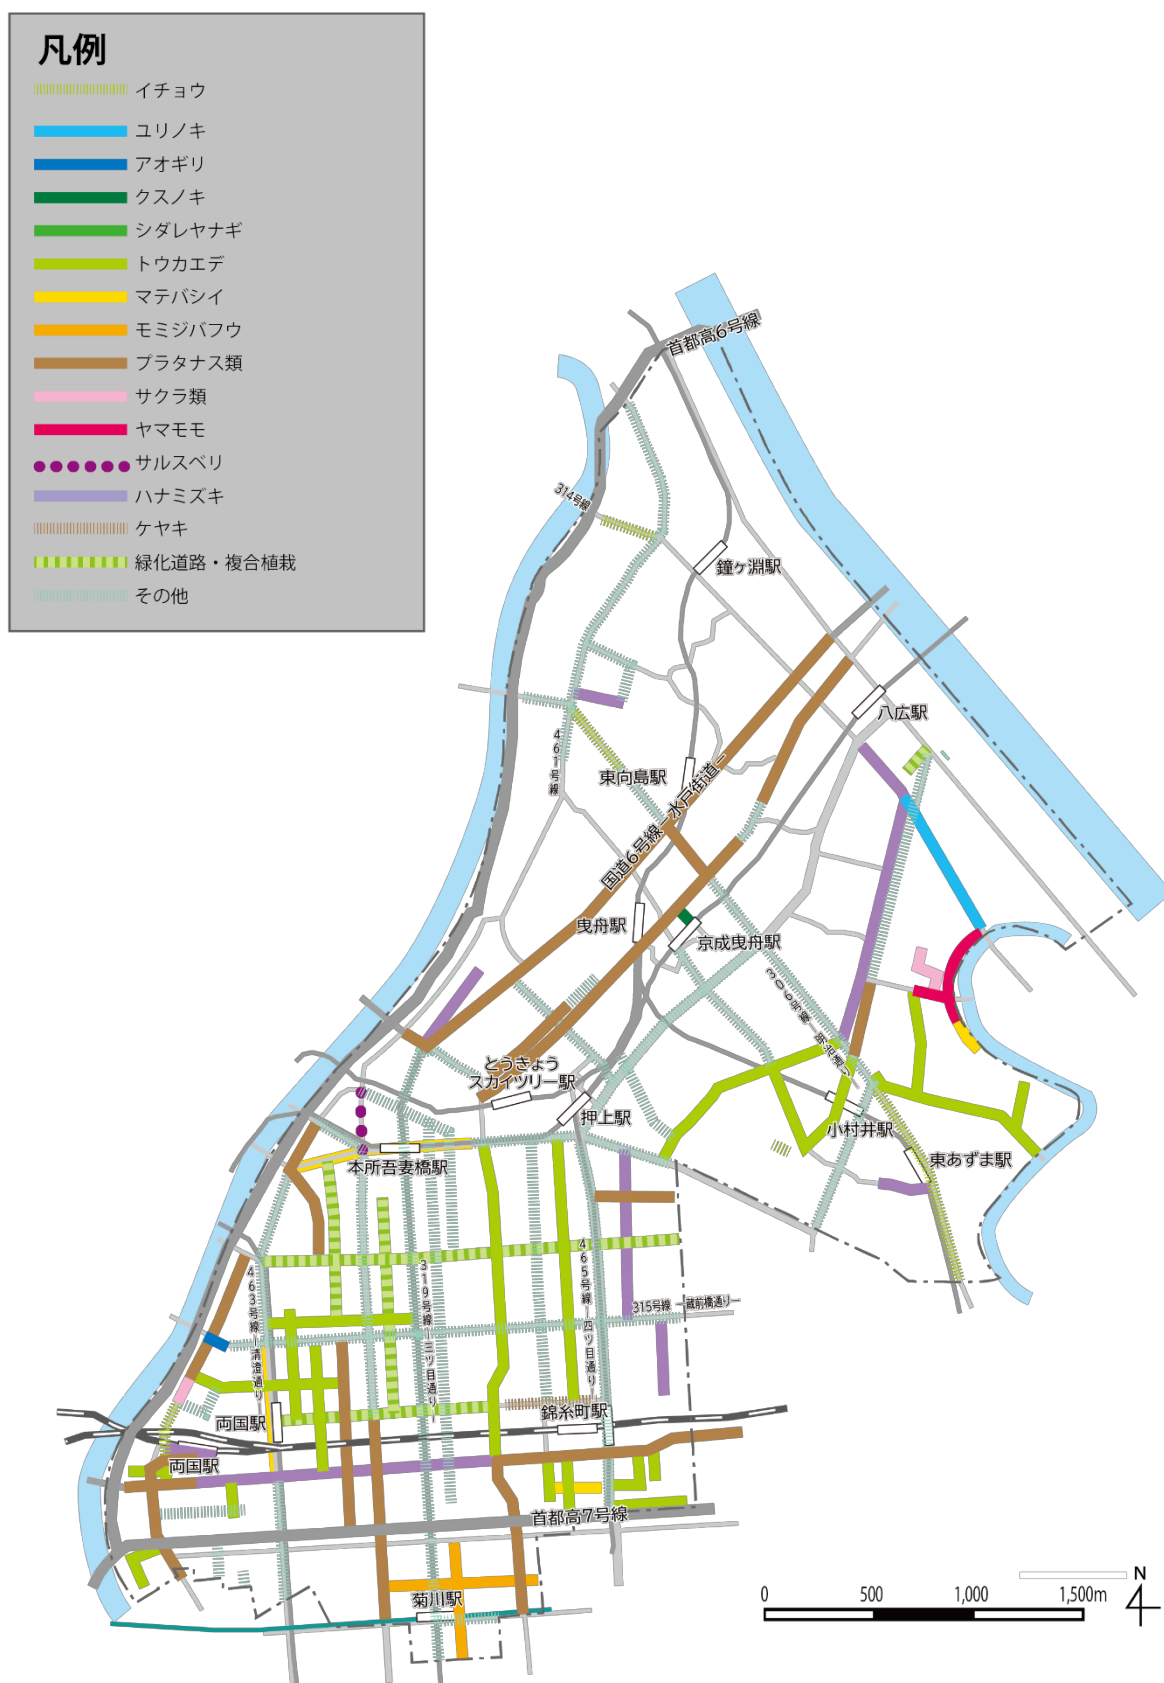 凡例
イチョウ
ユリノキ
アオギリ
クスノキ
シダレヤナギ
トウカエデ
マテバシイ
モミジバフウ
プラタナス類
サクラ類
ヤマモモ
サルスベリ
ハナミズキ
ケヤキ
緑化道路・複合植栽
その他
首都高6号線
314号線
鐘ヶ淵駅
八広駅
461号線
東向島駅
国道6号線－水戸街道－
曳舟駅
京成曳舟駅
306号線－明治通り－
とうきょう
スカイツリー駅
押上駅
小村井駅
東あずま駅
本所吾妻橋駅
463号線－清澄通り－
319号線－三ツ目通り－
465号線－四ツ目通り－
315号線－蔵前橋通り－
両国駅
錦糸町駅
両国駅
首都高7号線
菊川駅
N
0 500 1,000 1,500m